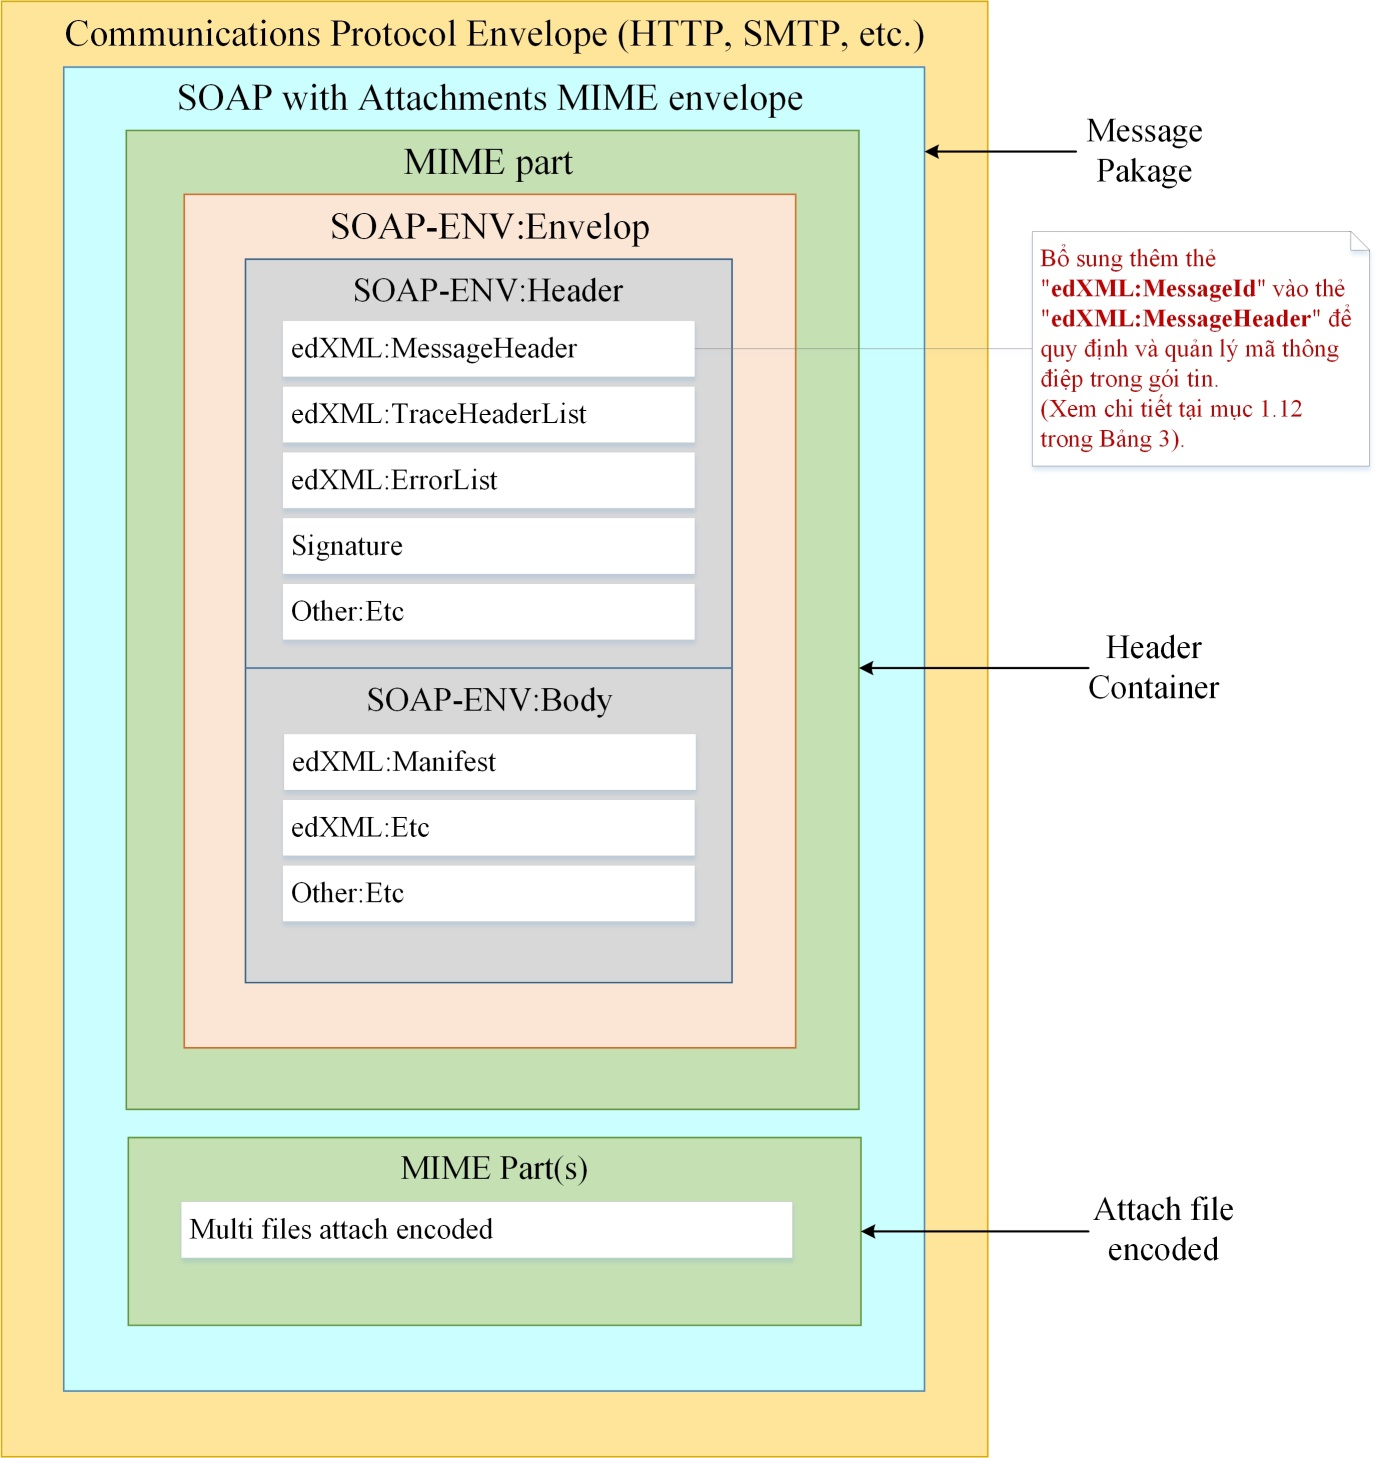 Communications Protocol Envelope (HTTP, SMTP, etc.)
SOAP with Attachments MIME envelope
MIME part
SOAP-ENV:Envelop
SOAP-ENV:Header
edXML:MessageHeader
edXML:TraceHeaderList
edXML:ErrorList
Signature
Other:Etc
SOAP-ENV:Body
edXML:Manifest
edXML:Etc
Other:Etc
MIME Part(s)
Multi files attach encoded
Message
Pakage
Bổ sung thêm thẻ
"edXML:MessageId" vào thẻ
"edXML:MessageHeader" để
quy định và quản lý mã thông
điệp trong gói tin.
(Xem chi tiết tại mục 1.12
trong Bảng 3).
Header
Container
Attach file
encoded